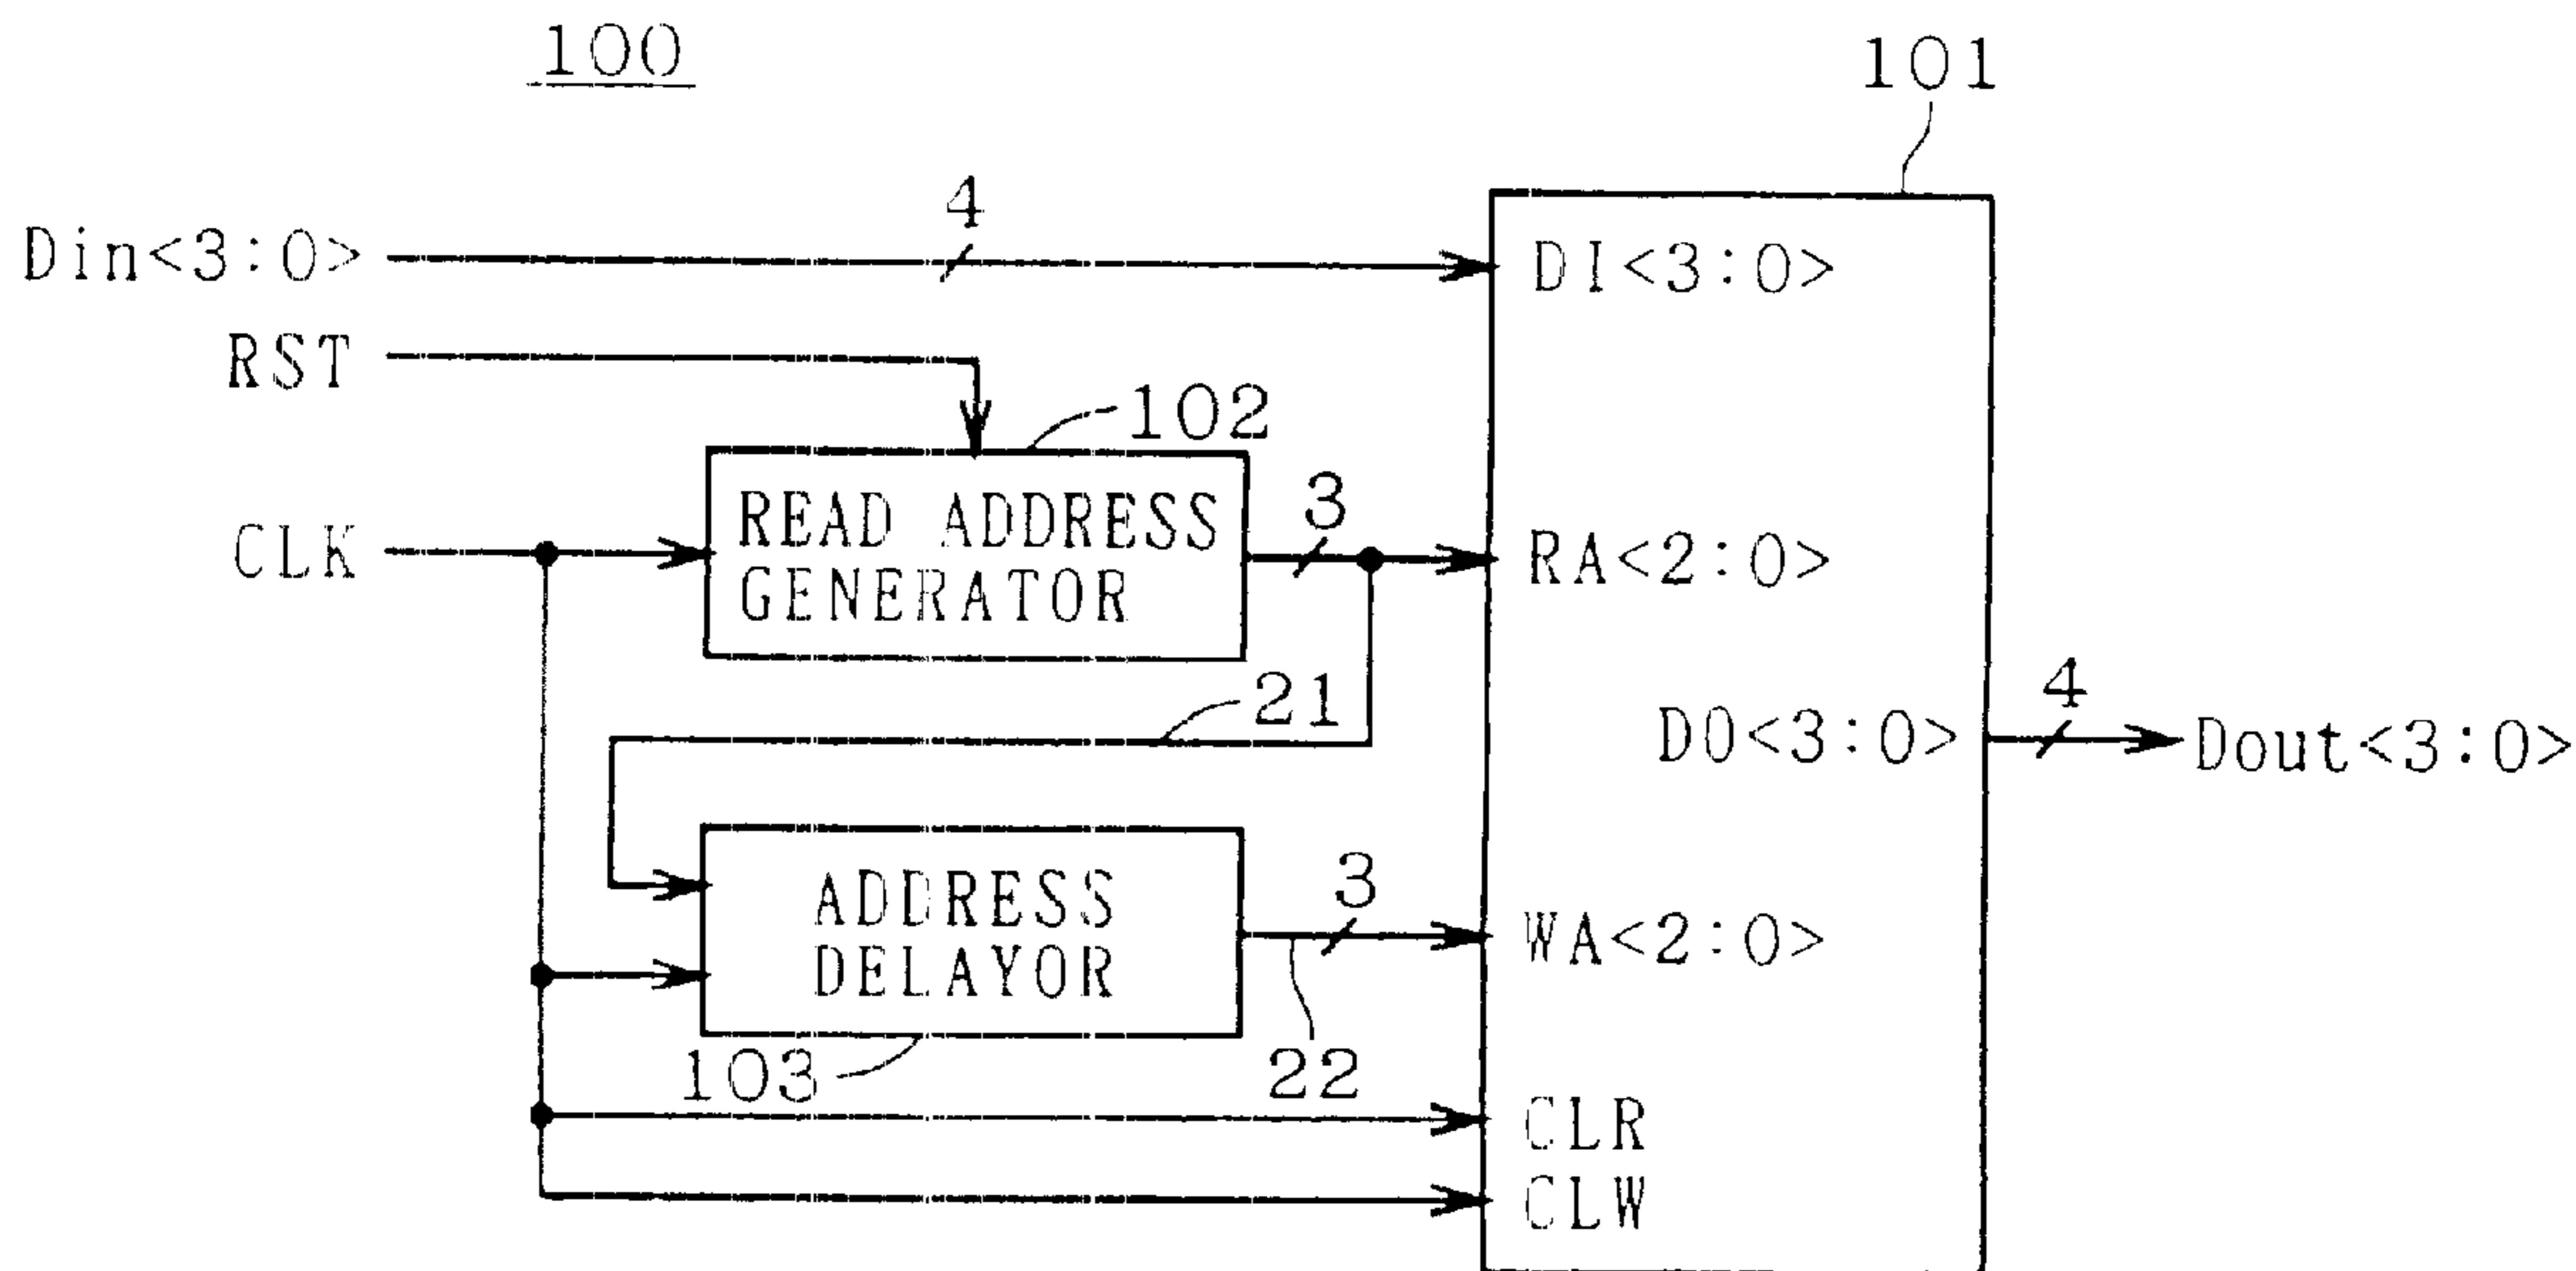 100
101
4
Din<3:0>
DI<3:0>
RST
102
READ ADDRESS
GENERATOR
3
CLK
RA<2:0>
21
4
DO<3:0>
Dout<3:0>
ADDRESS
DELAYOR
3
WA<2:0>
103
22
CLR
CLW